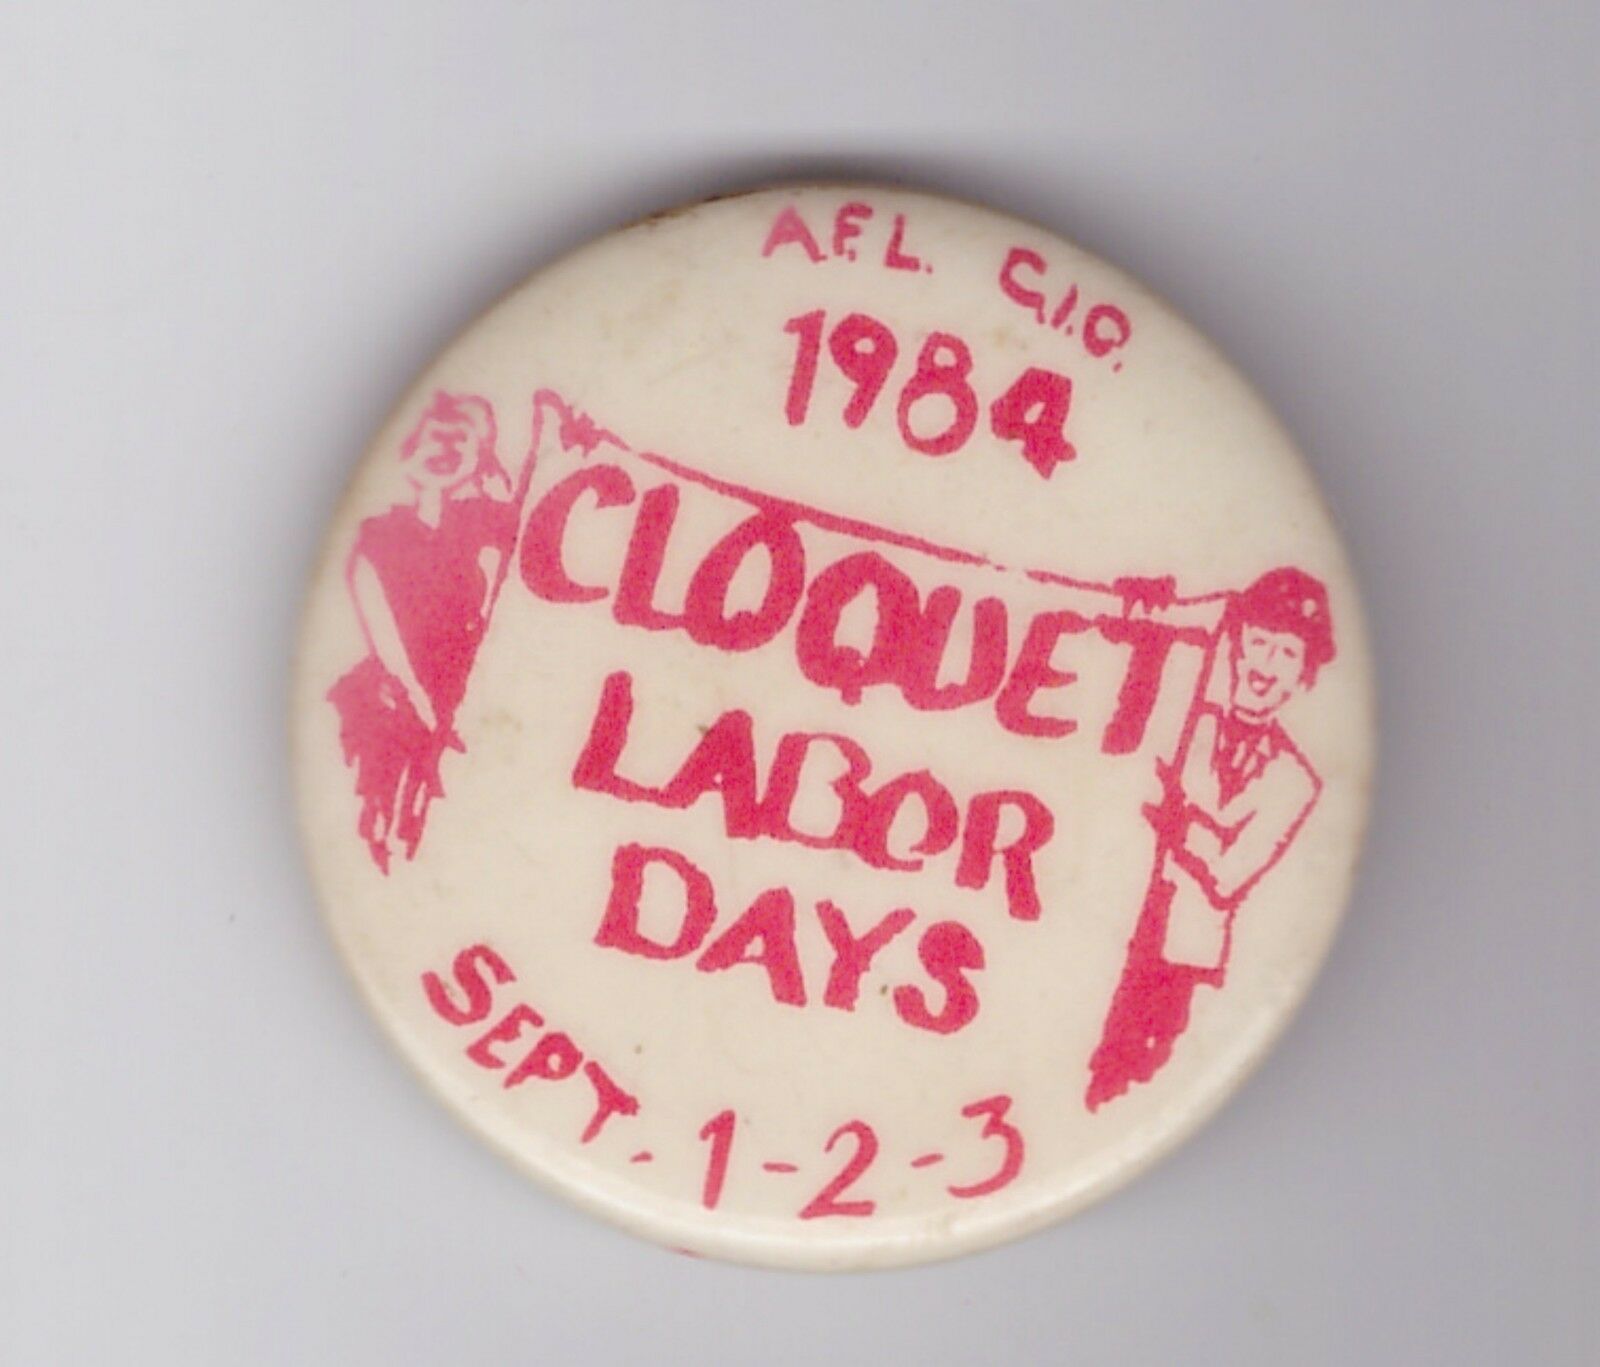 A.F.L. C.I.O.
1984
CLOQUET
LABOR
DAYS
SEPT. 1-2-3